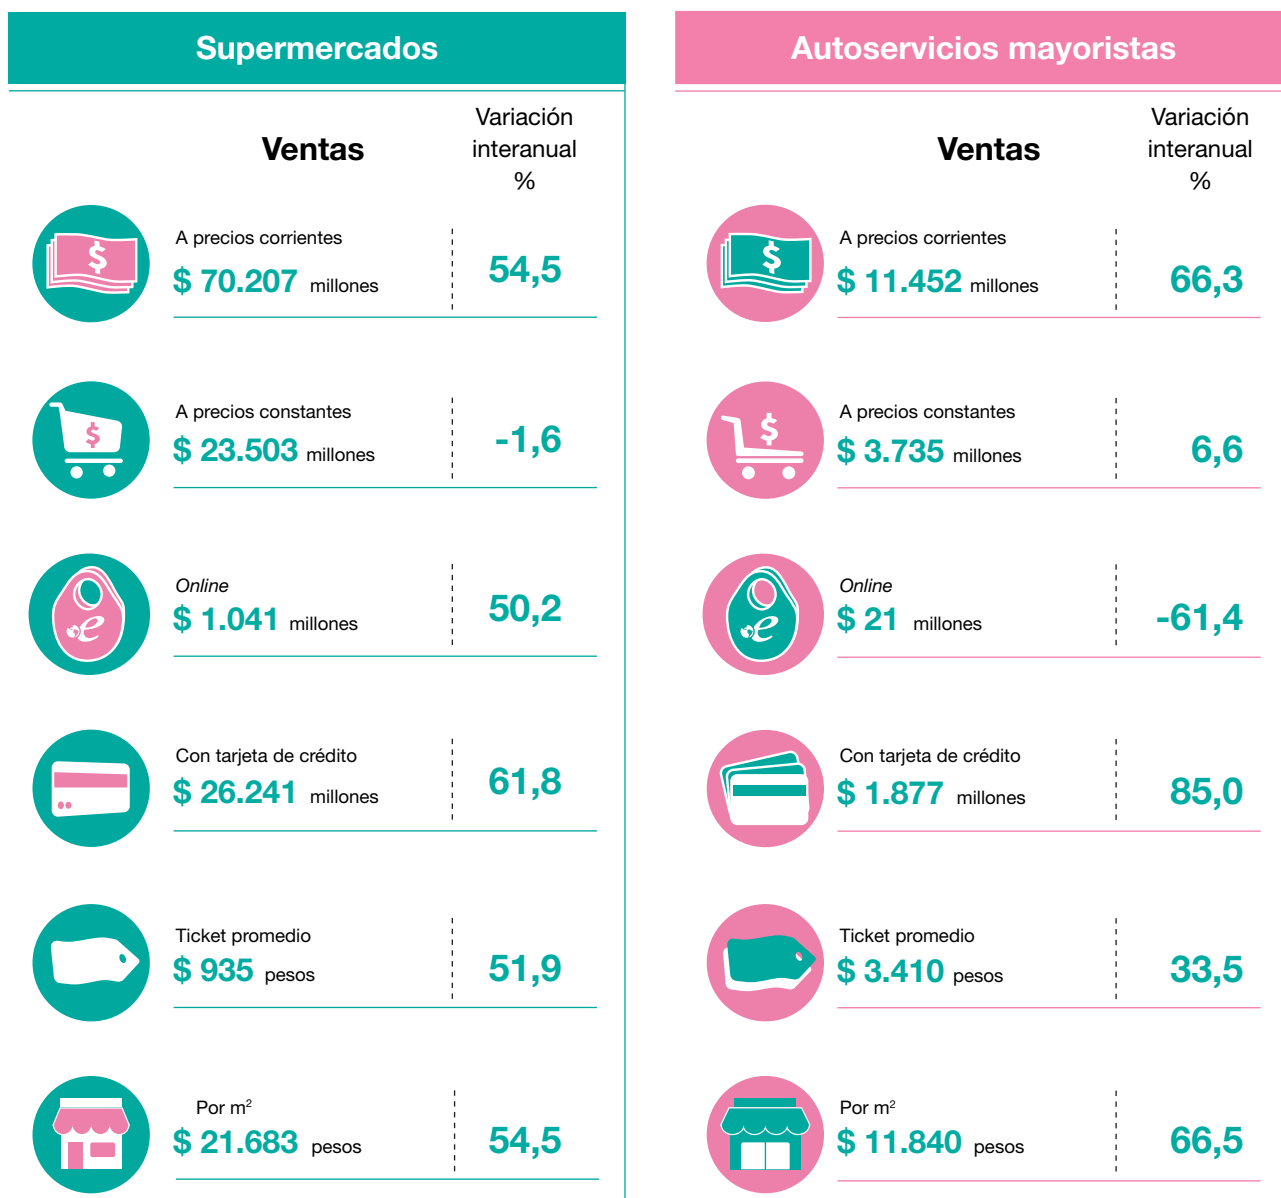 Supermercados
Ventas
Variación
interanual
%
A precios corrientes
$ 70.207 millones
54,5
A precios constantes
$ 23.503 millones
-1,6
Online
$ 1.041 millones
50,2
Con tarjeta de crédito
$ 26.241 millones
61,8
Ticket promedio
$ 935 pesos
51,9
Por m²
$ 21.683 pesos
54,5
Autoservicios mayoristas
Ventas
Variación
interanual
%
A precios corrientes
$ 11.452 millones
66,3
A precios constantes
$ 3.735 millones
6,6
Online
$ 21 millones
-61,4
Con tarjeta de crédito
$ 1.877 millones
85,0
Ticket promedio
$ 3.410 pesos
33,5
Por m²
$ 11.840 pesos
66,5